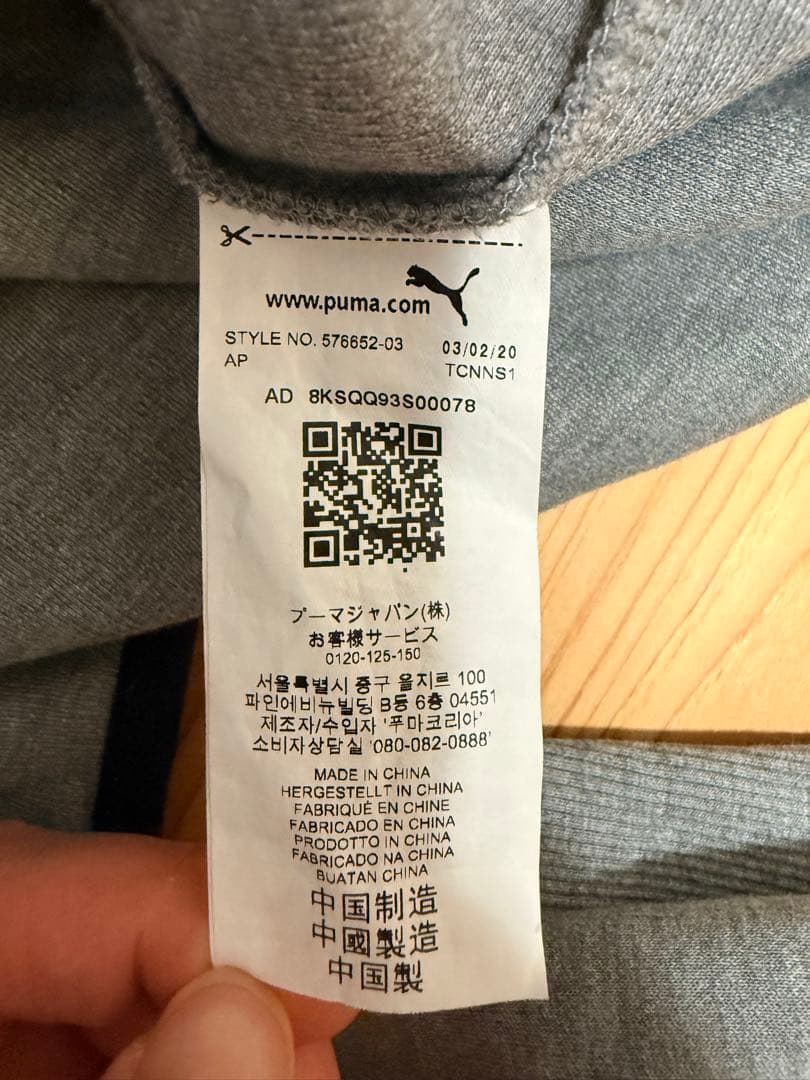 www.puma.com
STYLE NO. 576652-03 03/02/20
AP TCNNS1
AD 8KSQQ93S00078
プーマジャパン(株)
お客様サービス
0120-125-150
서울특별시 중구 을지르 100
파인에비뉴빌딩 B동 6층 04551
제조자/수입자 '푸마코리아'
소비자상담실 '080-082-0888'
MADE IN CHINA
HERGESTELLT IN CHINA
FABRIQUÉ EN CHINE
FABRICADO EN CHINA
PRODOTTO IN CHINA
FABRICADO NA CHINA
BUATAN CHINA
中国制造
中國製造
中国製